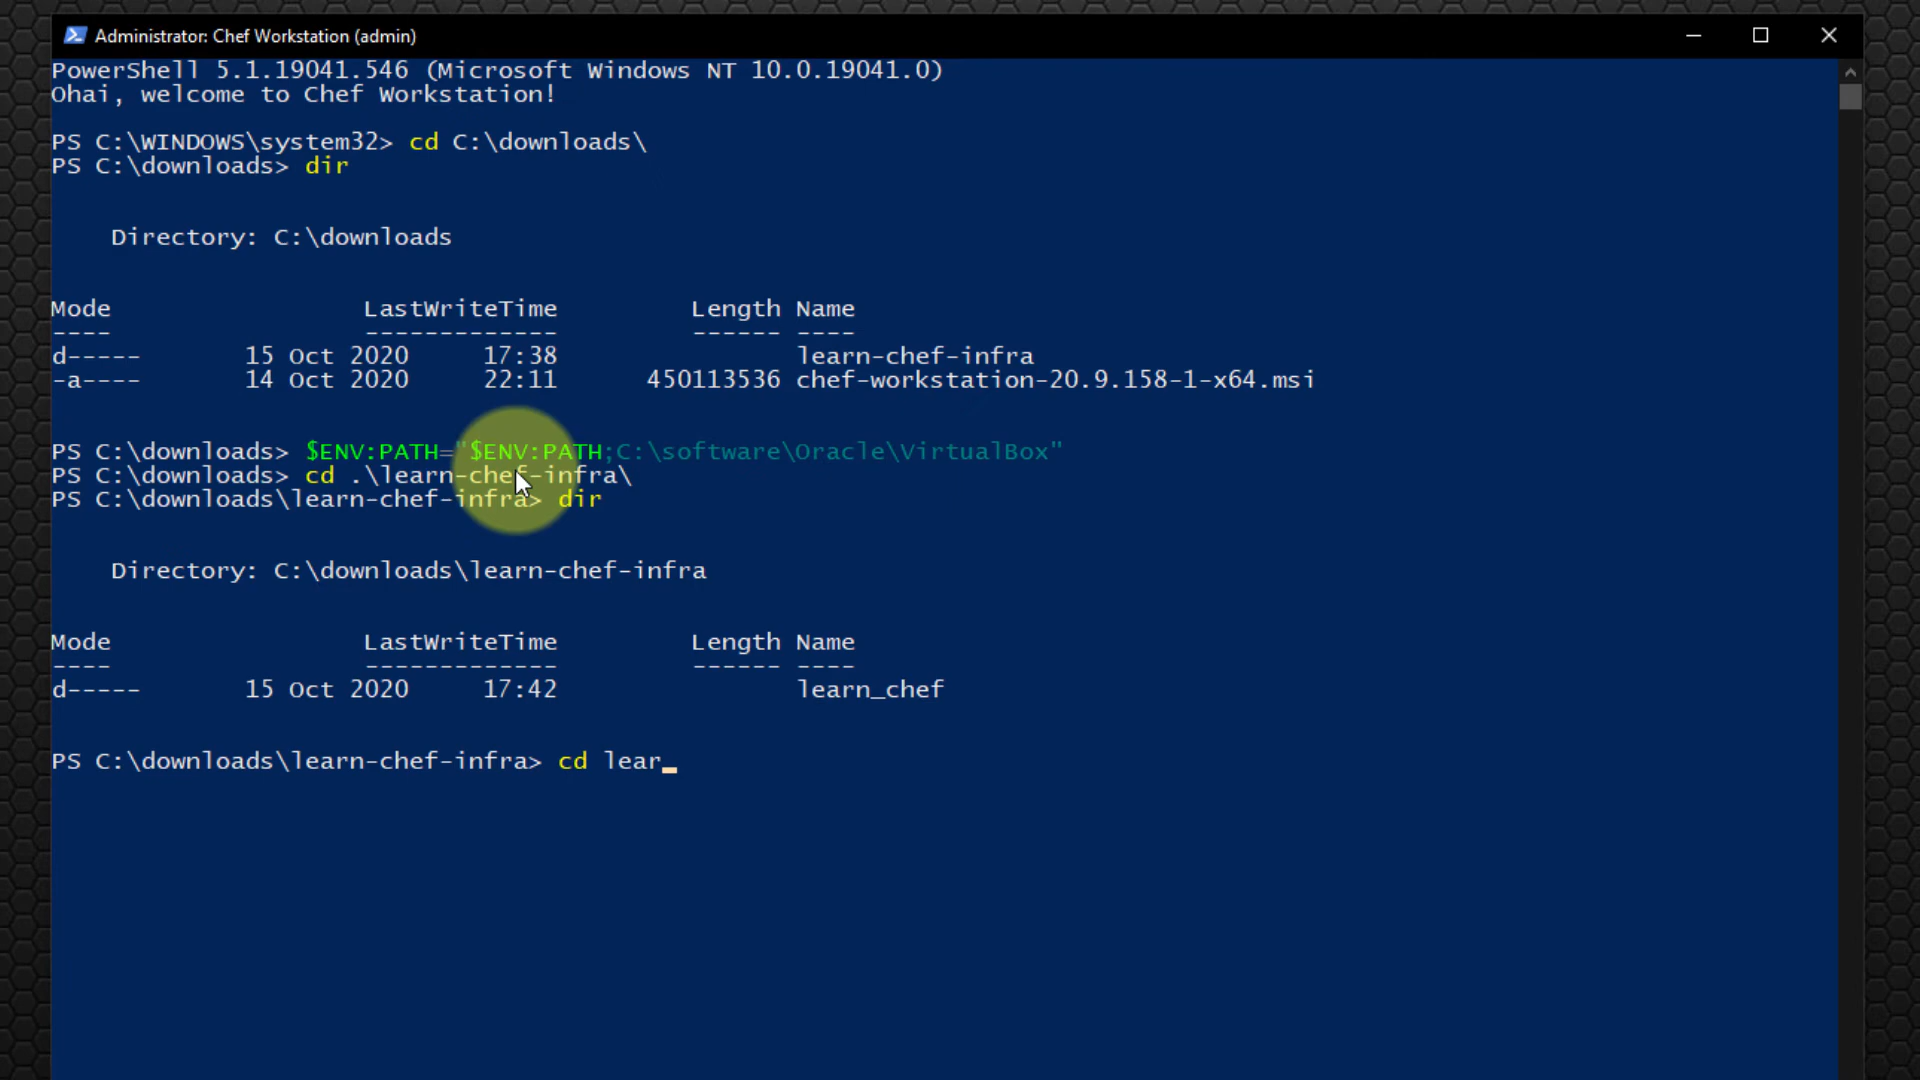 Administrator: Chef Workstation (admin)
PowerShell 5.1.19041.546 (Microsoft Windows NT 10.0.19041.0)
Ohai, welcome to Chef Workstation!
PS C:\WINDOWS\system32> cd C:\downloads\
PS C:\downloads> dir
Directory: C:\downloads
Mode LastWriteTime Length Name
---- ------------- ------ ----
d----- 15 Oct 2020 17:38 learn-chef-infra
-a---- 14 Oct 2020 22:11 450113536 chef-workstation-20.9.158-1-x64.msi
PS C:\downloads> $ENV:PATH="$ENV:PATH;C:\software\Oracle\VirtualBox"
PS C:\downloads> cd .\learn-chef-infra\
PS C:\downloads\learn-chef-infra> dir
Directory: C:\downloads\learn-chef-infra
Mode LastWriteTime Length Name
---- ------------- ------ ----
d----- 15 Oct 2020 17:42 learn_chef
PS C:\downloads\learn-chef-infra> cd lear_